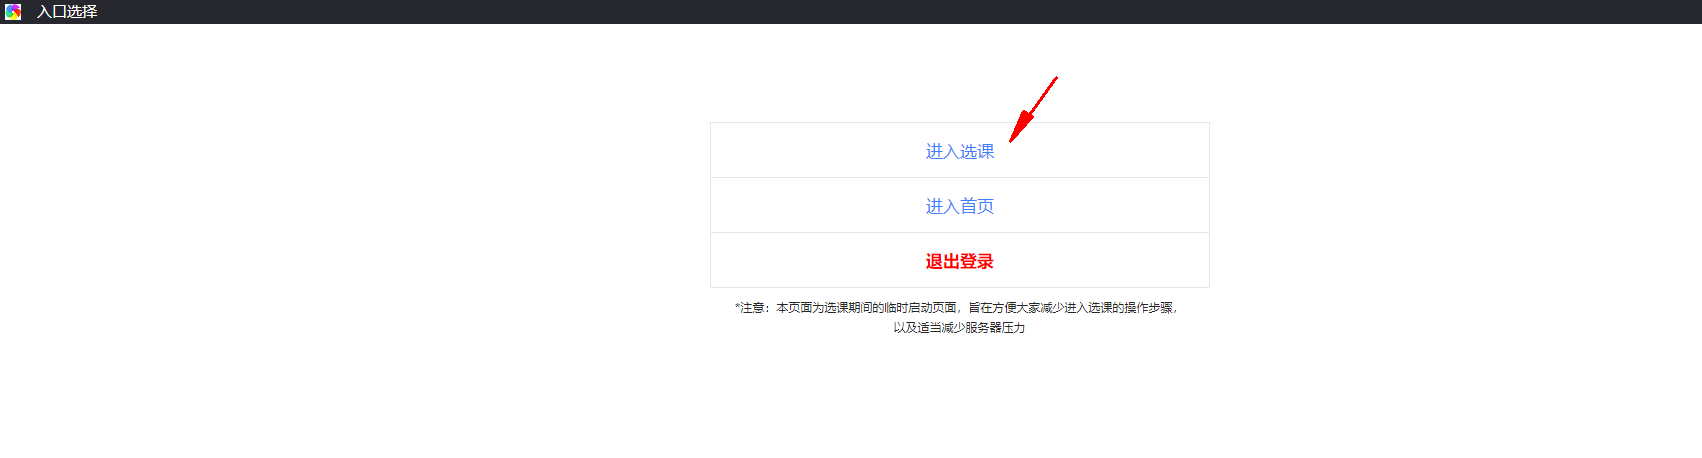 入口选择
进入选课
进入首页
退出登录
*注意：本页面为选课期间的临时启动页面，旨在方便大家减少进入选课的操作步骤，
以及适当减少服务器压力